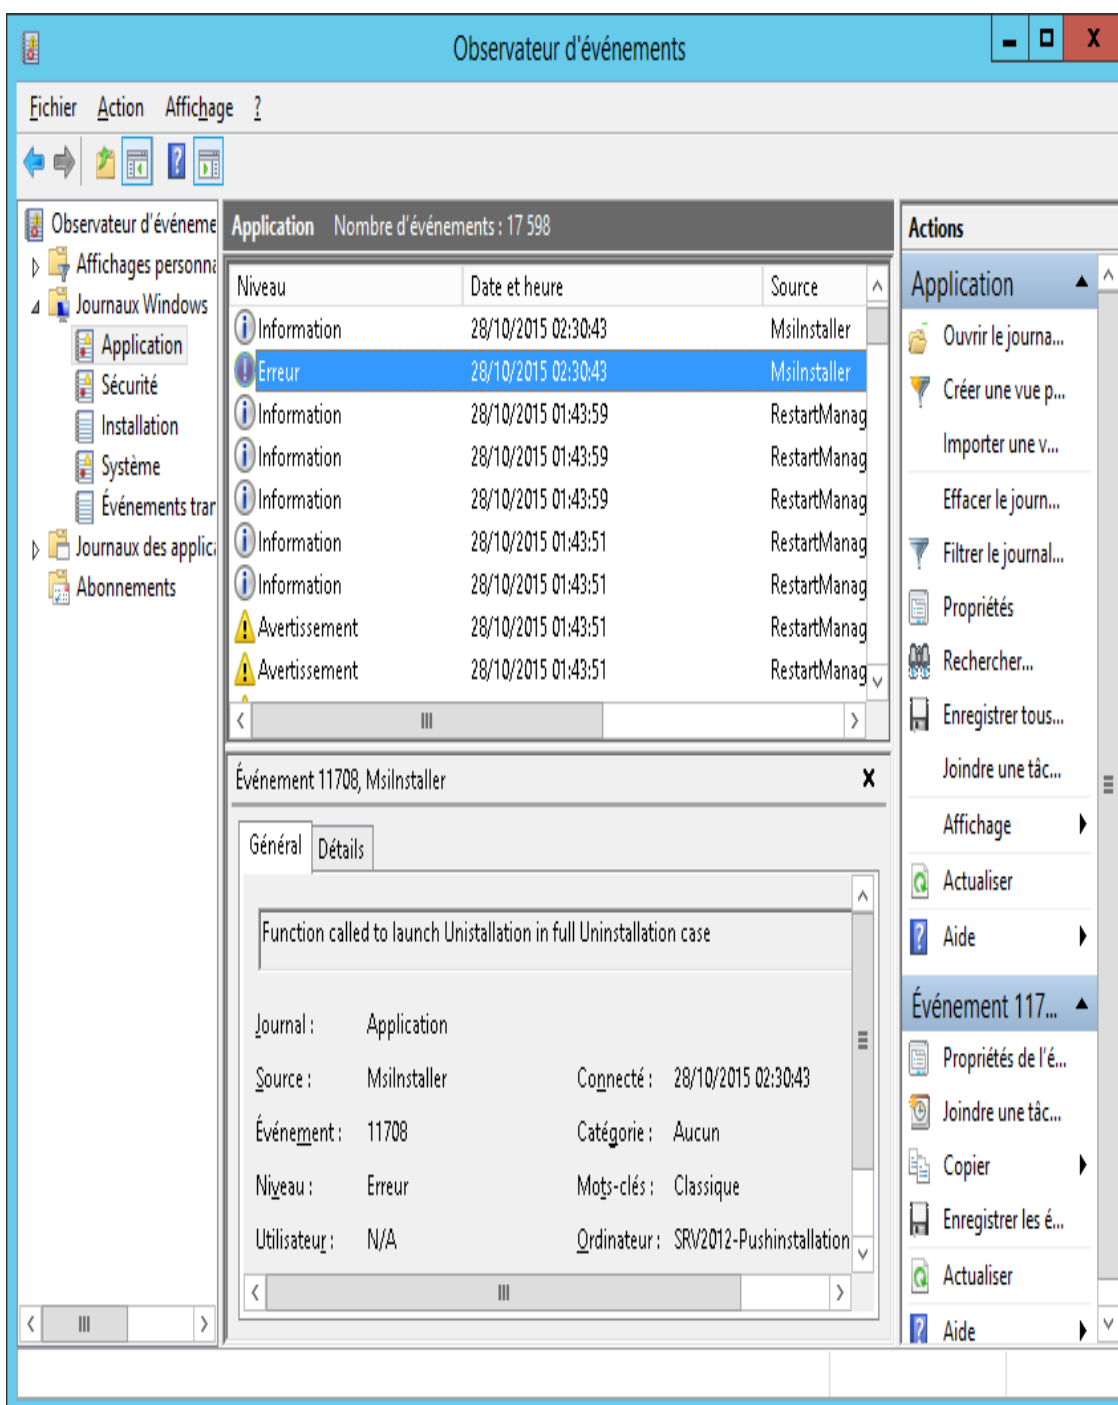 Observateur d'événements
X
Fichier Action Affichage ?
Observateur d'événeme
Affichages personna
Journaux Windows
Application
Sécurité
Installation
Système
Événements tran
Journaux des applica
Abonnements
Application Nombre d'événements : 17 598
Niveau Date et heure Source
Information 28/10/2015 02:30:43 MsiInstaller
Erreur 28/10/2015 02:30:43 MsiInstaller
Information 28/10/2015 01:43:59 RestartManag
Information 28/10/2015 01:43:59 RestartManag
Information 28/10/2015 01:43:59 RestartManag
Information 28/10/2015 01:43:51 RestartManag
Information 28/10/2015 01:43:51 RestartManag
Avertissement 28/10/2015 01:43:51 RestartManag
Avertissement 28/10/2015 01:43:51 RestartManag
Événement 11708, MsiInstaller
Général Détails
Function called to launch Unistallation in full Uninstallation case
Journal : Application
Source : MsiInstaller Connecté : 28/10/2015 02:30:43
Événement : 11708 Catégorie : Aucun
Niveau : Erreur Mots-clés : Classique
Utilisateur : N/A Ordinateur : SRV2012-Pushinstallation
Actions
Application
Ouvrir le journa...
Créer une vue p...
Importer une v...
Effacer le journ...
Filtrer le journal...
Propriétés
Rechercher...
Enregistrer tous...
Joindre une tâc...
Affichage
Actualiser
Aide
Événement 117...
Propriétés de l'é...
Joindre une tâc...
Copier
Enregistrer les é...
Actualiser
Aide